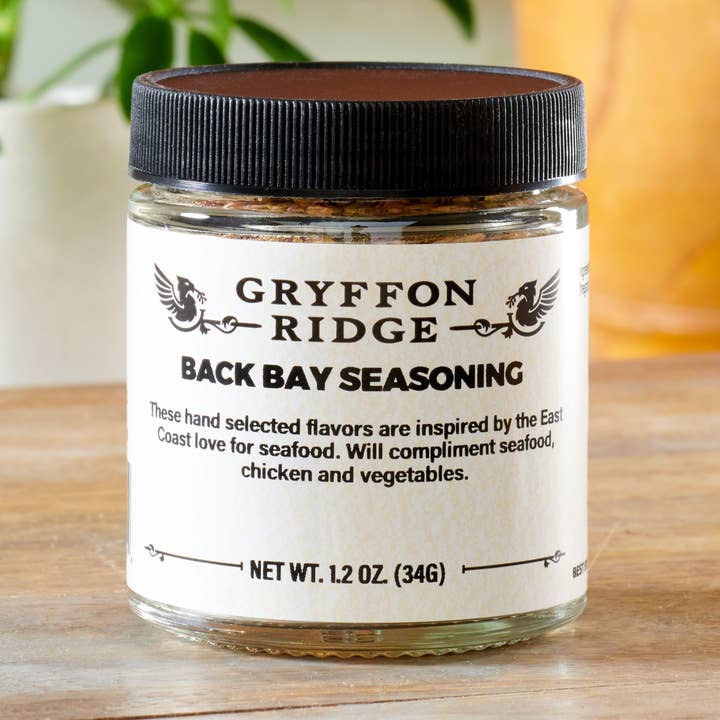 GRYFFON
RIDGE
BACK BAY SEASONING
These hand selected flavors are inspired by the East
Coast love for seafood. Will compliment seafood,
chicken and vegetables.
NET WT. 1.2 OZ. (34G)
BEST